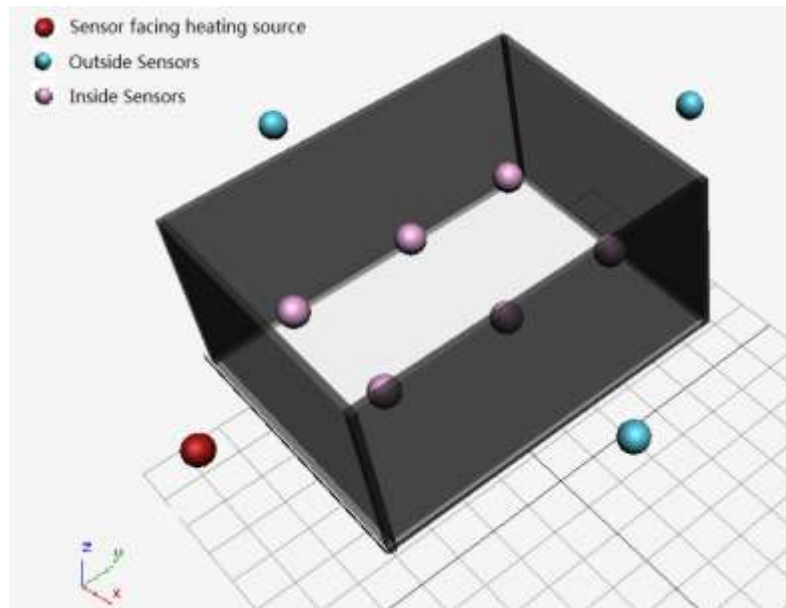 Sensor facing heating source
Outside Sensors
Inside Sensors
z
y
x